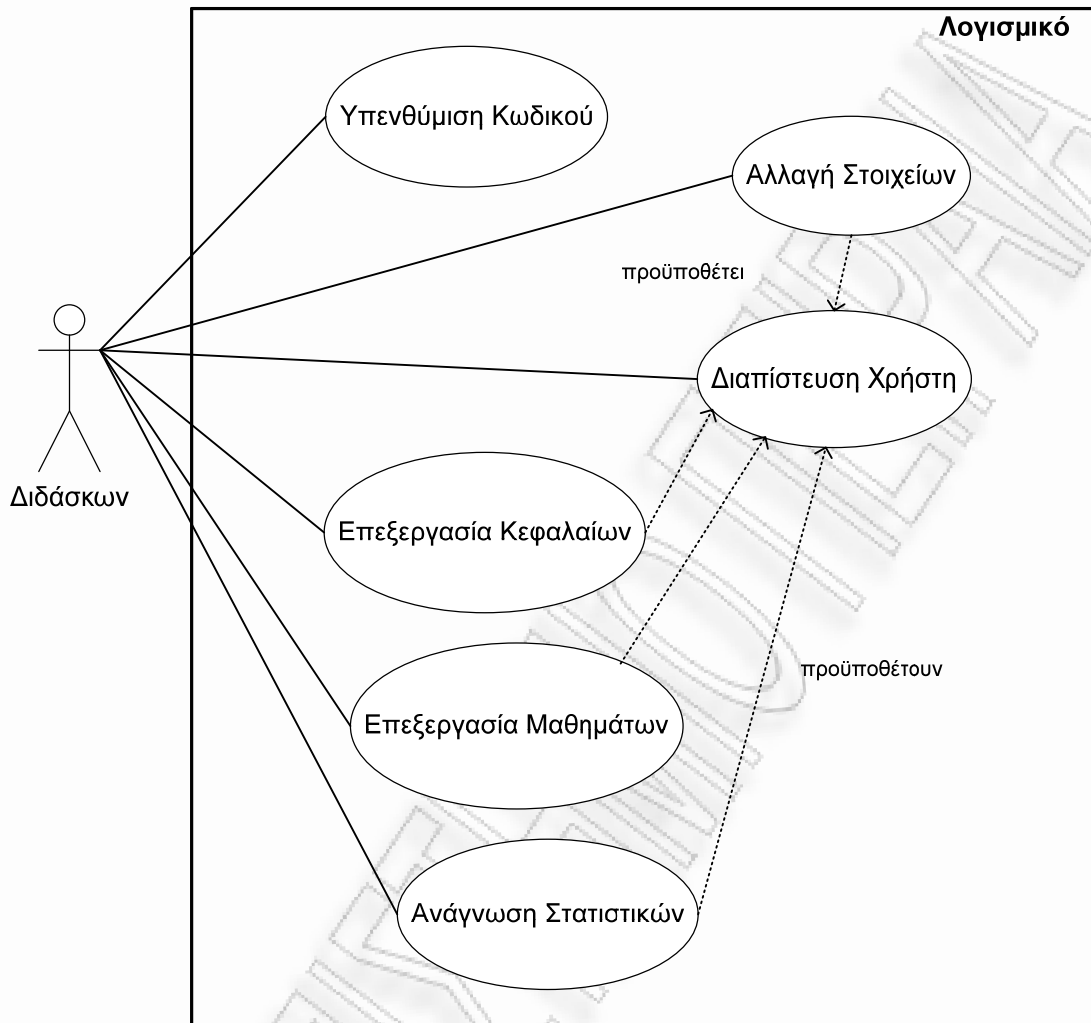 Λογισμικό
Υπενθύμιση Κωδικού
Αλλαγή Στοιχείων
προϋποθέτει
Διαπίστευση Χρήστη
Διδάσκων
Επεξεργασία Κεφαλαίων
προϋποθέτουν
Επεξεργασία Μαθημάτων
Ανάγνωση Στατιστικών